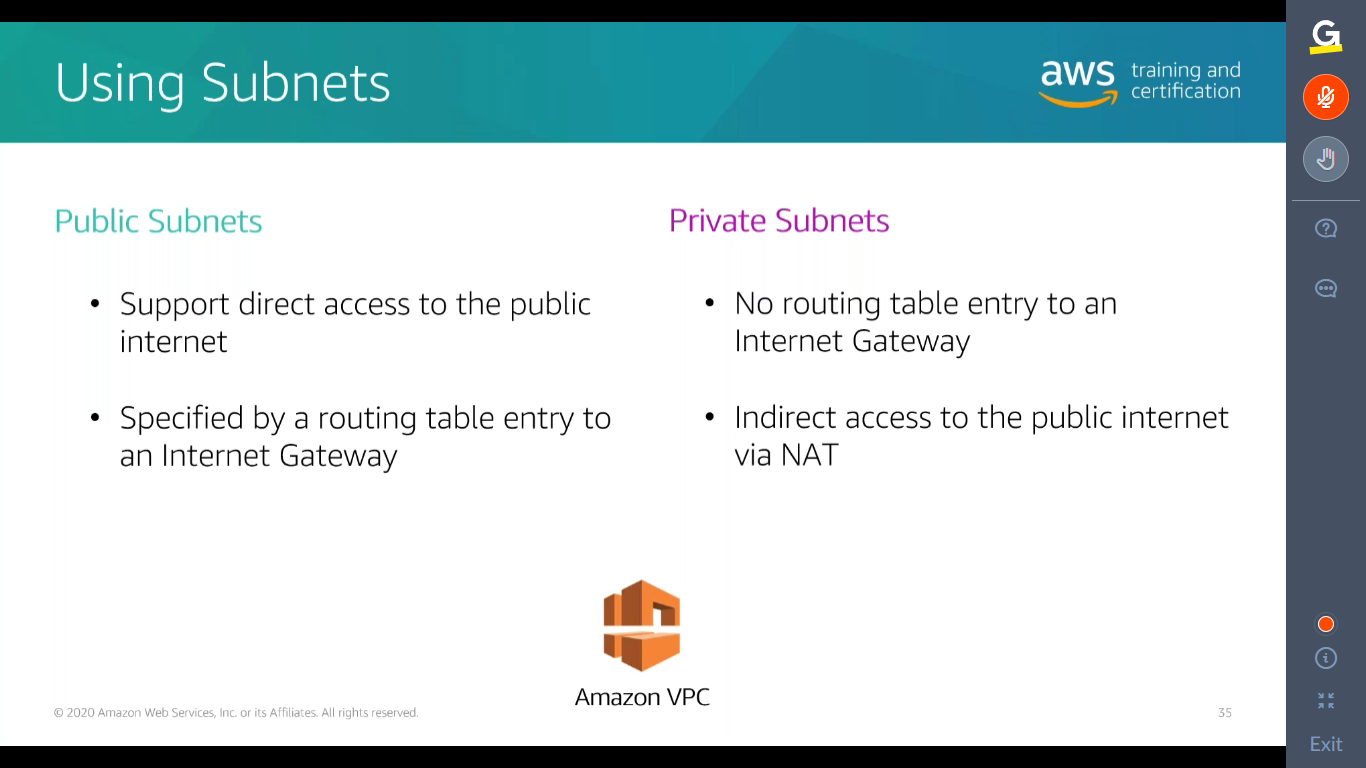 Using Subnets
aws training and
certification
Public Subnets
• Support direct access to the public
internet
• Specified by a routing table entry to
an Internet Gateway
Private Subnets
• No routing table entry to an
Internet Gateway
• Indirect access to the public internet
via NAT
Amazon VPC
© 2020 Amazon Web Services, Inc. or its Affiliates. All rights reserved.
35
G
?
i
Exit